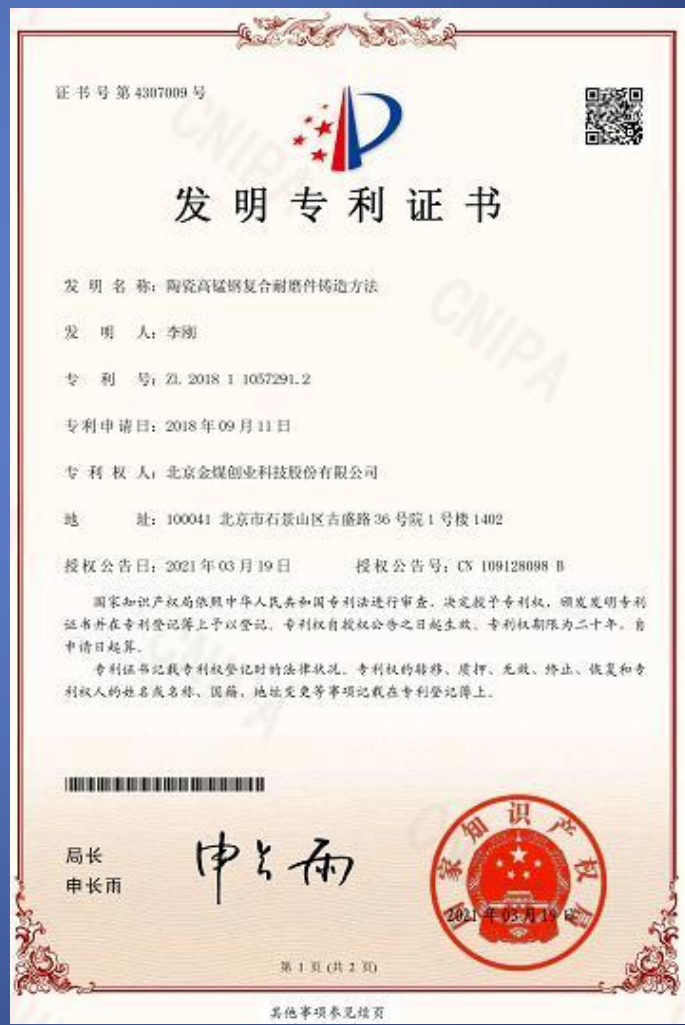 证书号第4307009号
发明专利证书
发明名称：陶瓷高锰钢复合耐磨件铸造方法
发明人：李刚
专利号：ZL 2018 1 1057291.2
专利申请日：2018年09月11日
专利权人：北京金煤创业科技股份有限公司
地址：100041 北京市石景山区古盛路36号院1号楼1402
授权公告日：2021年03月19日 授权公告号：CN 109128098 B
国家知识产权局依照中华人民共和国专利法进行审查，决定授予专利权，颁发发明专利
证书并在专利登记簿上予以登记。专利权自授权公告之日起生效。专利权期限为二十年，自
申请日起算。
专利证书记载专利权登记时的法律状况。专利权的转移、质押、无效、终止、恢复和专
利权人的姓名或名称、国籍、地址变更等事项记载在专利登记簿上。
局长
申长雨
申长雨
国家知识产权局
2021年03月19日
第1页(共2页)
其他事项参见续页
CNIPA
CNIPA
CNIPA
CNIPA